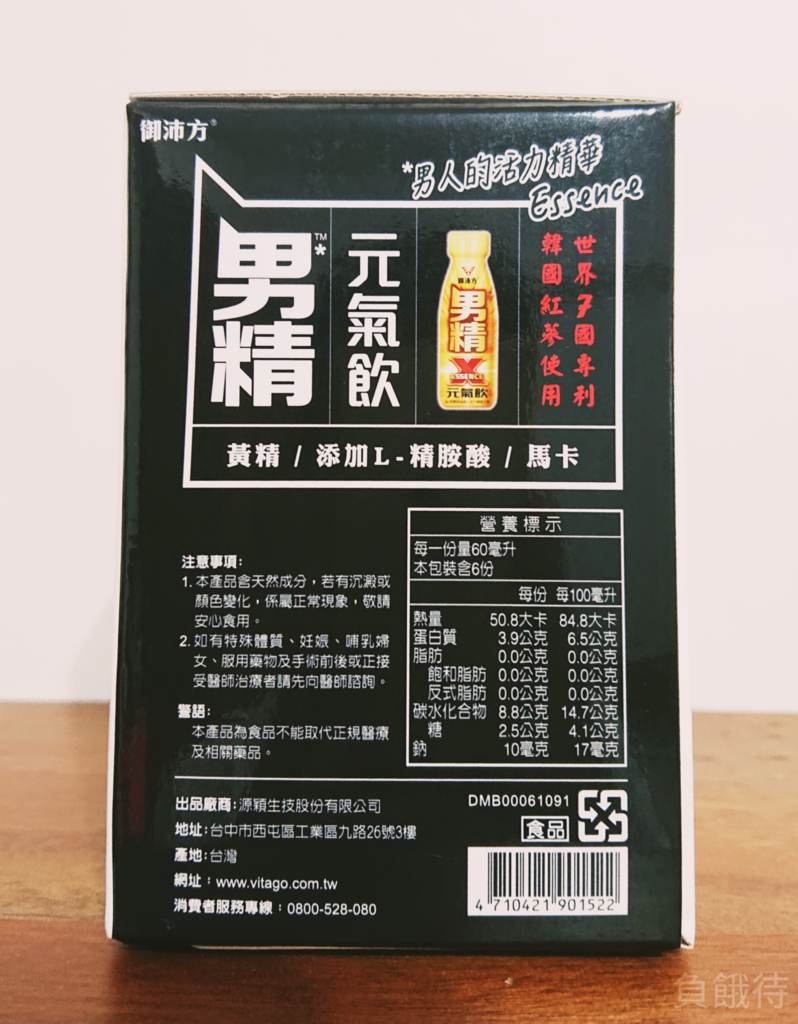 御沛方®
*男人的活力精華
Essence
男精™*
元氣飲
御沛方
男精
X
ESSENCE
元氣飲
世界7國專利
韓國紅蔘使用
黃精 / 添加L-精胺酸 / 馬卡
營養標示
每一份量60毫升
本包裝含6份
每份 每100毫升
熱量 50.8大卡 84.8大卡
蛋白質 3.9公克 6.5公克
脂肪 0.0公克 0.0公克
飽和脂肪 0.0公克 0.0公克
反式脂肪 0.0公克 0.0公克
碳水化合物 8.8公克 14.7公克
糖 2.5公克 4.1公克
鈉 10毫克 17毫克
注意事項:
1. 本產品含天然成分，若有沉澱或
顏色變化，係屬正常現象，敬請
安心食用。
2. 如有特殊體質、妊娠、哺乳婦
女、服用藥物及手術前後或正接
受醫師治療者請先向醫師諮詢。
警語:
本產品為食品不能取代正規醫療
及相關藥品。
出品廠商:源穎生技股份有限公司
地址:台中市西屯區工業區九路26號3樓
產地:台灣
網址：www.vitago.com.tw
消費者服務專線：0800-528-080
DMB00061091
食品
4 710421 901522
負餓待